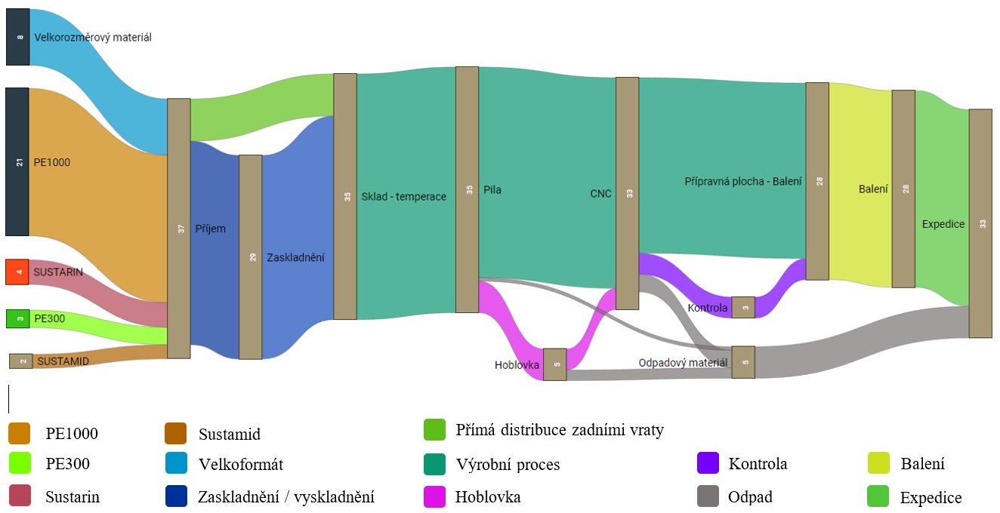 8 Velkorozměrový materiál
21 PE1000
4 SUSTARIN
3 PE300
2 SUSTAMID
37 Příjem
29 Zaskladnění
35 Sklad - temperace
35 Pila
Hoblovka 5
CNC 33
Kontrola 3
Odpadový materiál 5
Přípravná plocha - Balení 28
Balení 28
Expedice 33
PE1000
PE300
Sustarin
Sustamid
Velkoformát
Zaskladnění / vyskladnění
Přímá distribuce zadními vraty
Výrobní proces
Hoblovka
Kontrola
Odpad
Balení
Expedice